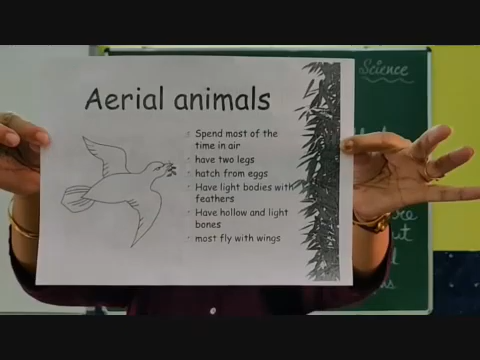 Science
Aerial animals
Spend most of the
time in air
have two legs
hatch from eggs
Have light bodies with
feathers
Have hollow and light
bones
most fly with wings